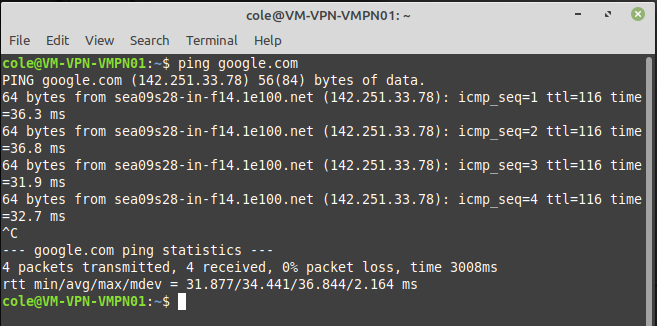 cole@VM-VPN-VMPN01: ~
File Edit View Search Terminal Help
cole@VM-VPN-VMPN01:~$ ping google.com
PING google.com (142.251.33.78) 56(84) bytes of data.
64 bytes from sea09s28-in-f14.1e100.net (142.251.33.78): icmp_seq=1 ttl=116 time
=36.3 ms
64 bytes from sea09s28-in-f14.1e100.net (142.251.33.78): icmp_seq=2 ttl=116 time
=36.8 ms
64 bytes from sea09s28-in-f14.1e100.net (142.251.33.78): icmp_seq=3 ttl=116 time
=31.9 ms
64 bytes from sea09s28-in-f14.1e100.net (142.251.33.78): icmp_seq=4 ttl=116 time
=32.7 ms
^C
--- google.com ping statistics ---
4 packets transmitted, 4 received, 0% packet loss, time 3008ms
rtt min/avg/max/mdev = 31.877/34.441/36.844/2.164 ms
cole@VM-VPN-VMPN01:~$